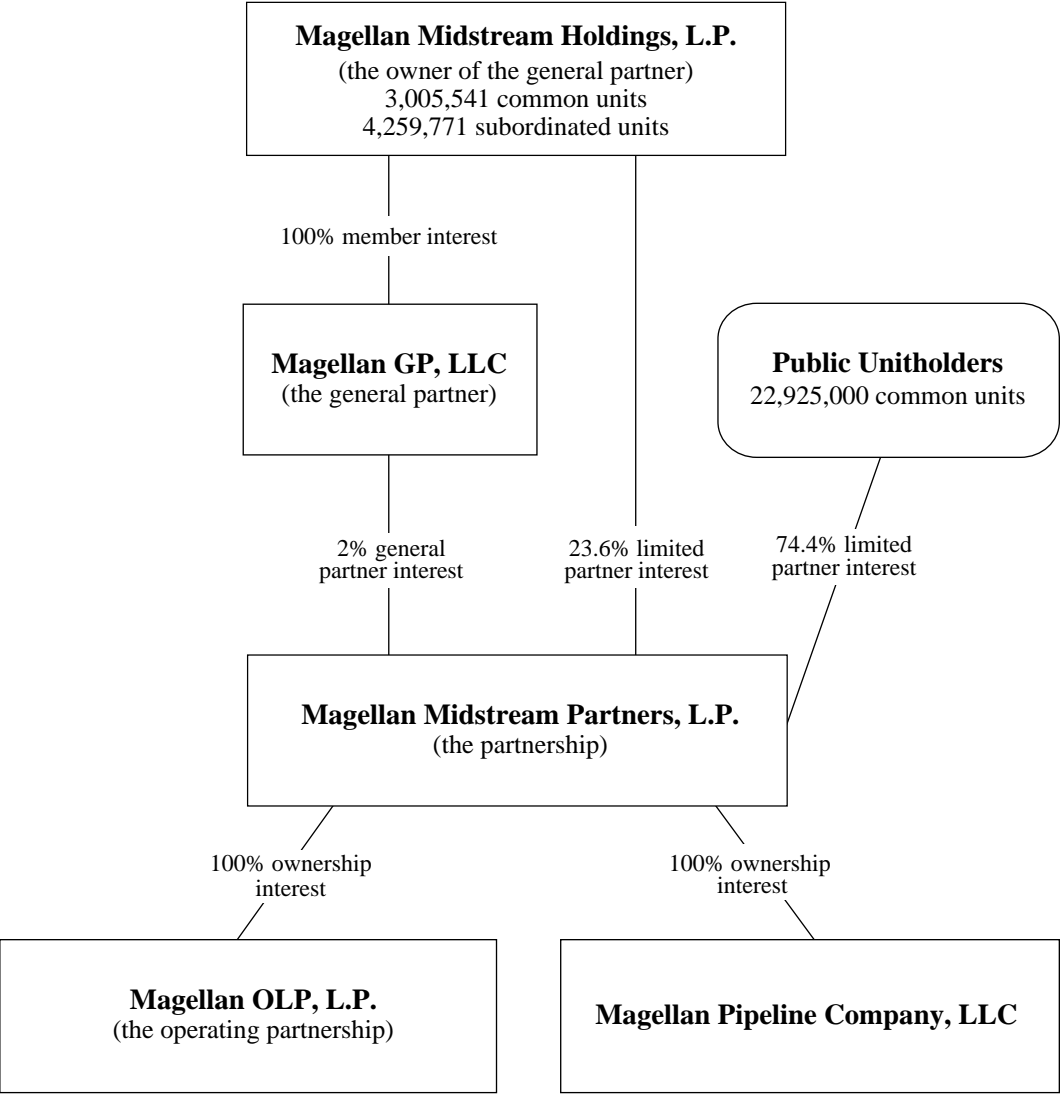 Magellan Midstream Holdings, L.P.
(the owner of the general partner)
3,005,541 common units
4,259,771 subordinated units
100% member interest
Magellan GP, LLC
(the general partner)
Public Unitholders
22,925,000 common units
2% general
partner interest
23.6% limited
partner interest
74.4% limited
partner interest
Magellan Midstream Partners, L.P.
(the partnership)
100% ownership
interest
100% ownership
interest
Magellan OLP, L.P.
(the operating partnership)
Magellan Pipeline Company, LLC